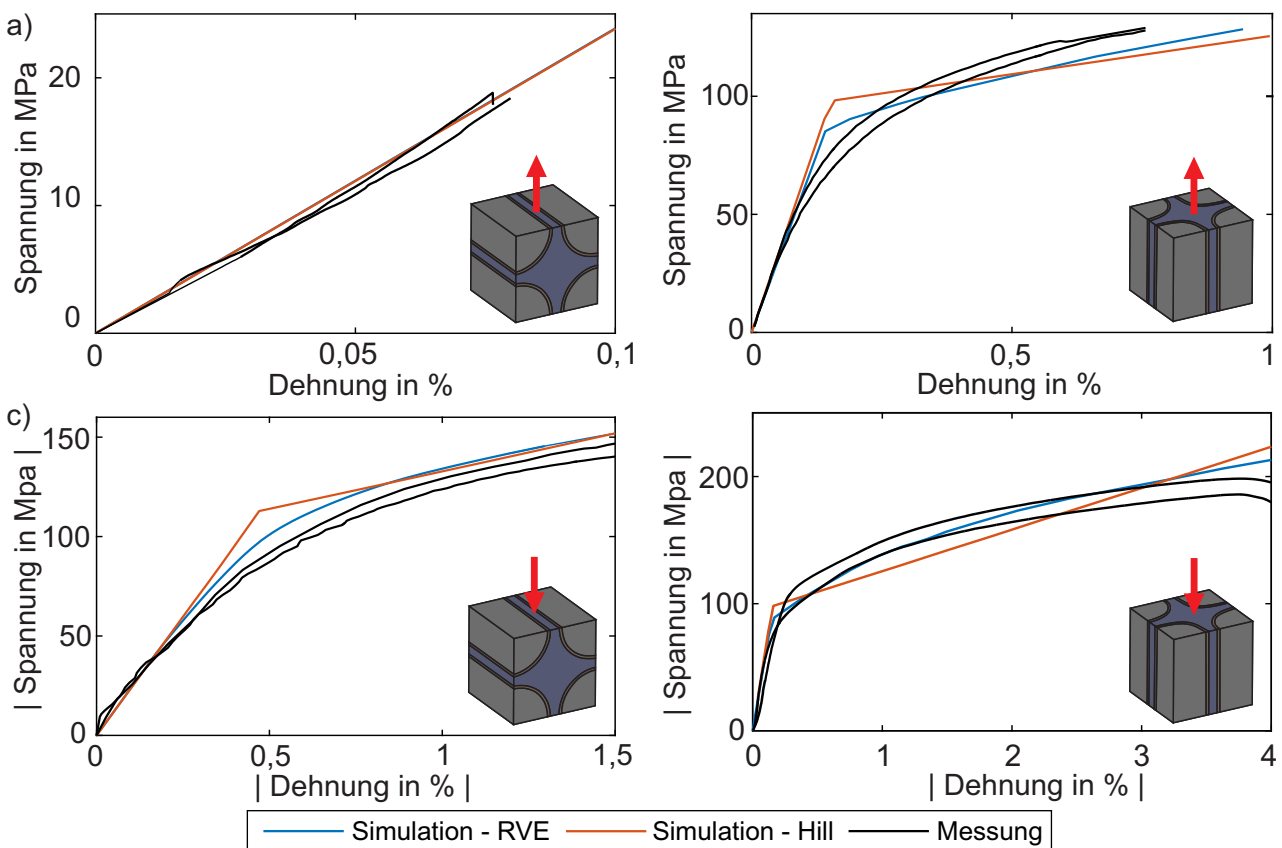 a)
Spannung in MPa
20
10
0
0 0,05 0,1
Dehnung in %
Spannung in MPa
100
50
0
0 0,5 1
Dehnung in %
c)
| Spannung in Mpa |
150
100
50
0
0 0,5 1 1,5
| Dehnung in % |
| Spannung in Mpa |
200
100
0
0 1 2 3 4
| Dehnung in % |
Simulation - RVE Simulation - Hill Messung